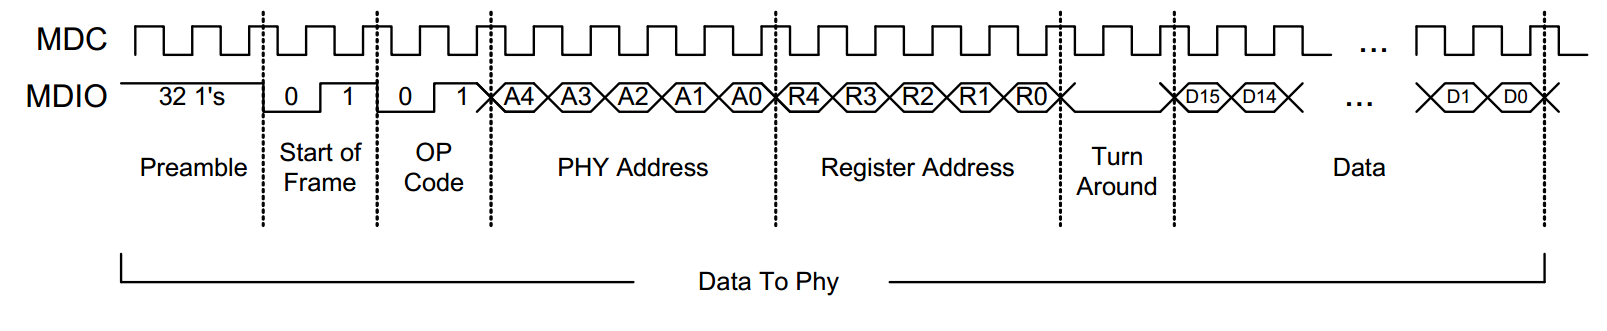 MDC ...
MDIO 32 1's 0 1 0 1 A4 A3 A2 A1 A0 R4 R3 R2 R1 R0 D15 D14 ... D1 D0
Preamble
Start of
Frame
OP
Code
PHY Address
Register Address
Turn
Around
Data
Data To Phy